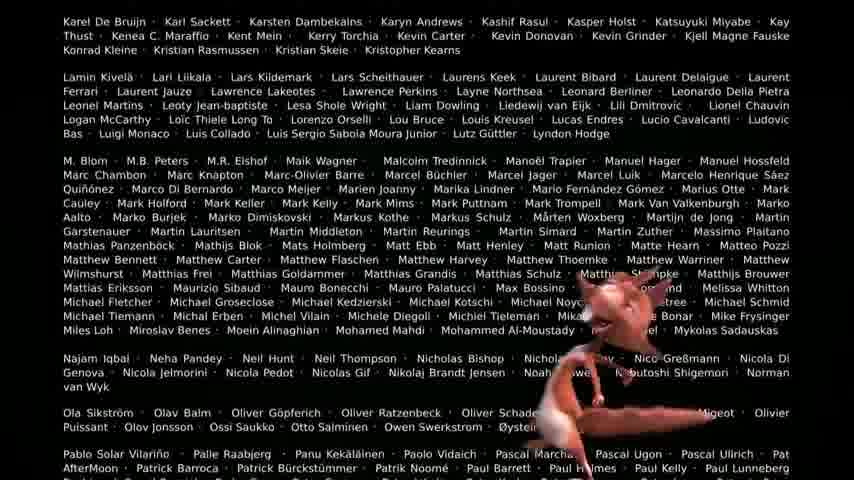 Karel De Bruijn · Karl Sackett · Karsten Dambekalns · Karyn Andrews · Kashif Rasul · Kasper Holst · Katsuyuki Miyabe · Kay
Thust · Kenea C. Maraffio · Kent Mein · Kerry Torchia · Kevin Carter · Kevin Donovan · Kevin Grinder · Kjell Magne Fauske
Konrad Kleine · Kristian Rasmussen · Kristian Skeie · Kristopher Kearns
Lamin Kivelä · Lari Liikala · Lars Kildemark · Lars Scheithauer · Laurens Keek · Laurent Bibard · Laurent Delaigue · Laurent
Ferrari · Laurent Jauze · Lawrence Lakeotes · Lawrence Perkins · Layne Northsea · Leonard Berliner · Leonardo Della Pietra
Leonel Martins · Leoty Jean-baptiste · Lesa Shole Wright · Liam Dowling · Liedewij van Eijk · Lili Dmitrovic · Lionel Chauvin
Logan McCarthy · Loïc Thiele Long To · Lorenzo Orselli · Lou Bruce · Louis Kreusel · Lucas Endres · Lucio Cavalcanti · Ludovic
Bas · Luigi Monaco · Luis Collado · Luis Sergio Saboia Moura Junior · Lutz Güttler · Lyndon Hodge
M. Blom · M.B. Peters · M.R. Elshof · Maik Wagner · Malcolm Tredinnick · Manoël Trapier · Manuel Hager · Manuel Hossfeld
Marc Chambon · Marc Knapton · Marc-Olivier Barre · Marcel Büchler · Marcel Jager · Marcel Luik · Marcelo Henrique Sáez
Quiñónez · Marco Di Bernardo · Marco Meijer · Marien Joanny · Marika Lindner · Mario Fernández Gómez · Marius Otte · Mark
Cauley · Mark Holford · Mark Keller · Mark Kelly · Mark Mims · Mark Puttnam · Mark Trompell · Mark Van Valkenburgh · Marko
Aalto · Marko Burjek · Marko Dimiskovski · Markus Kothe · Markus Schulz · Mårten Woxberg · Martijn de Jong · Martin
Garstenauer · Martin Lauritsen · Martin Middleton · Martin Reurings · Martin Simard · Martin Zuther · Massimo Plaitano
Mathias Panzenböck · Mathijs Blok · Mats Holmberg · Matt Ebb · Matt Henley · Matt Runion · Matte Hearn · Matteo Pozzi
Matthew Bennett · Matthew Carter · Matthew Flaschen · Matthew Harvey · Matthew Thoemke · Matthew Warriner · Matthew
Wilmshurst · Matthias Frei · Matthias Goldammer · Matthias Grandis · Matthias Schulz · Matthias · Matthijs Brouwer
Mattias Eriksson · Maurizio Sibaud · Mauro Bonecchi · Mauro Palatucci · Max Bossino · Melissa Whitton
Michael Fletcher · Michael Groseclose · Michael Kedzierski · Michael Kotschi · Michael · Michael Schmid
Michael Tiemann · Michal Erben · Michel Vilain · Michele Diegoli · Michiel Tieleman · Bonar · Mike Frysinger
Miles Loh · Miroslav Benes · Moein Alinaghian · Mohamed Mahdi · Mohammed Al-Moustady · Mykolas Sadauskas
Najam Iqbal · Neha Pandey · Neil Hunt · Neil Thompson · Nicholas Bishop · Nico Greßmann · Nicola Di
Genova · Nicola Jelmorini · Nicola Pedot · Nicolas Gif · Nikolaj Brandt Jensen · Noah · Nobutoshi Shigemori · Norman
van Wyk
Ola Sikström · Olav Balm · Oliver Göpferich · Oliver Ratzenbeck · Oliver · Migeot · Olivier
Puissant · Olov Jonsson · Ossi Saukko · Otto Salminen · Owen Swerkstrom ·
Pablo Solar Vilariño · Palle Raabjerg · Panu Kekäläinen · Paolo Vidaich · Pascal · Pascal Ugon · Pascal Ulrich · Pat
AfterMoon · Patrick Barroca · Patrick Bürckstümmer · Patrik Noomé · Paul Barrett · Paul Holmes · Paul Kelly · Paul Lunneberg